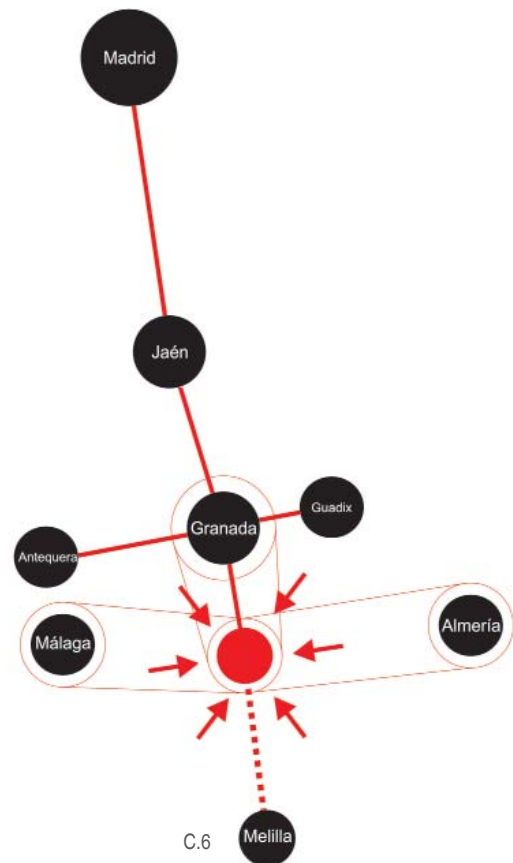 Madrid
Jaén
Guadix
Granada
Antequera
Málaga
Almería
C.6
Melilla